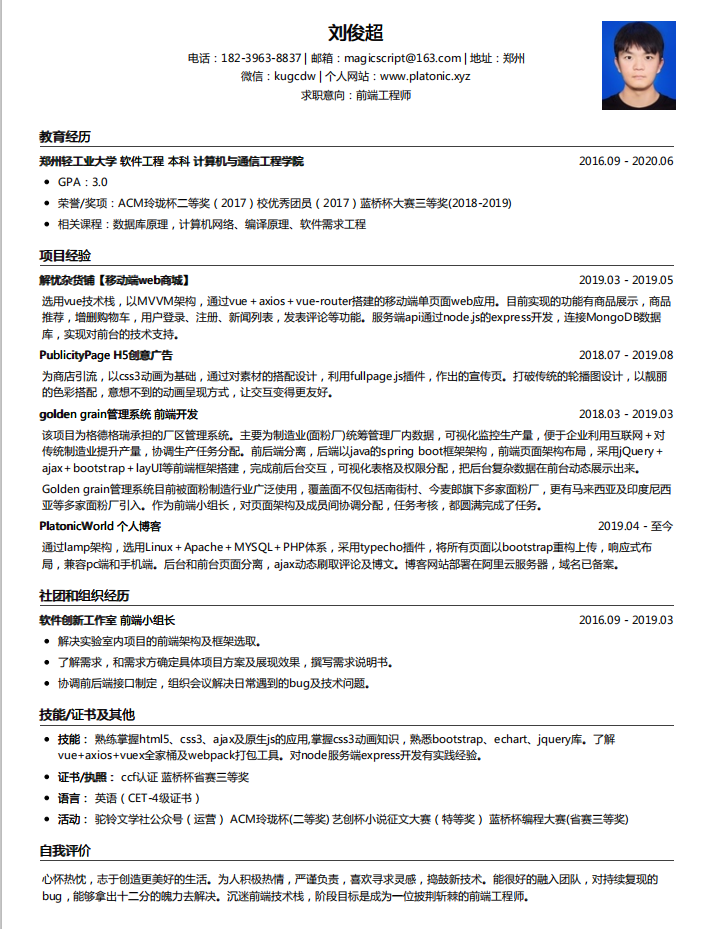 刘俊超
电话：182-3963-8837 | 邮箱：magicscript@163.com | 地址：郑州
微信：kugcdw | 个人网站：www.platonic.xyz
求职意向：前端工程师
教育经历
郑州轻工业大学 软件工程 本科 计算机与通信工程学院 2016.09 - 2020.06
GPA：3.0
荣誉/奖项：ACM玲珑杯二等奖（2017）校优秀团员（2017）蓝桥杯大赛三等奖(2018-2019)
相关课程：数据库原理，计算机网络、编译原理、软件需求工程
项目经验
解忧杂货铺【移动端web商城】 2019.03 - 2019.05
选用vue技术栈，以MVVM架构，通过vue＋axios＋vue-router搭建的移动端单页面web应用。目前实现的功能有商品展示，商品
推荐，增删购物车，用户登录、注册、新闻列表，发表评论等功能。服务端api通过node.js的express开发，连接MongoDB数据
库，实现对前台的技术支持。
PublicityPage H5创意广告 2018.07 - 2019.08
为商店引流，以css3动画为基础，通过对素材的搭配设计，利用fullpage.js插件，作出的宣传页。打破传统的轮播图设计，以靓丽
的色彩搭配，意想不到的动画呈现方式，让交互变得更友好。
golden grain管理系统 前端开发 2018.03 - 2019.03
该项目为格德格瑞承担的厂区管理系统。主要为制造业(面粉厂)统筹管理厂内数据，可视化监控生产量，便于企业利用互联网＋对
传统制造业提升产量，协调生产任务分配。前后端分离，后端以java的spring boot框架架构，前端页面架构布局，采用jQuery＋
ajax＋bootstrap＋layUI等前端框架搭建，完成前后台交互，可视化表格及权限分配，把后台复杂数据在前台动态展示出来。
Golden grain管理系统目前被面粉制造行业广泛使用，覆盖面不仅包括南街村、今麦郎旗下多家面粉厂，更有马来西亚及印度尼西
亚等多家面粉厂引入。作为前端小组长，对页面架构及成员间协调分配，任务考核，都圆满完成了任务。
PlatonicWorld 个人博客 2019.04 - 至今
通过lamp架构，选用Linux＋Apache＋MYSQL＋PHP体系，采用typecho插件，将所有页面以bootstrap重构上传，响应式布
局，兼容pc端和手机端。后台和前台页面分离，ajax动态刷取评论及博文。博客网站部署在阿里云服务器，域名已备案。
社团和组织经历
软件创新工作室 前端小组长 2016.09 - 2019.03
解决实验室内项目的前端架构及框架选取。
了解需求，和需求方确定具体项目方案及展现效果，撰写需求说明书。
协调前后端接口制定，组织会议解决日常遇到的bug及技术问题。
技能/证书及其他
技能： 熟练掌握html5、css3、ajax及原生js的应用,掌握css3动画知识，熟悉bootstrap、echart、jquery库。了解
vue+axios+vuex全家桶及webpack打包工具。对node服务端express开发有实践经验。
证书/执照： ccf认证 蓝桥杯省赛三等奖
语言： 英语（CET-4级证书）
活动： 驼铃文学社公众号（运营） ACM玲珑杯(二等奖) 艺创杯小说征文大赛（特等奖） 蓝桥杯编程大赛(省赛三等奖)
自我评价
心怀热忱，志于创造更美好的生活。为人积极热情，严谨负责，喜欢寻求灵感，捣鼓新技术。能很好的融入团队，对持续复现的
bug，能够拿出十二分的魄力去解决。沉迷前端技术栈，阶段目标是成为一位披荆斩棘的前端工程师。